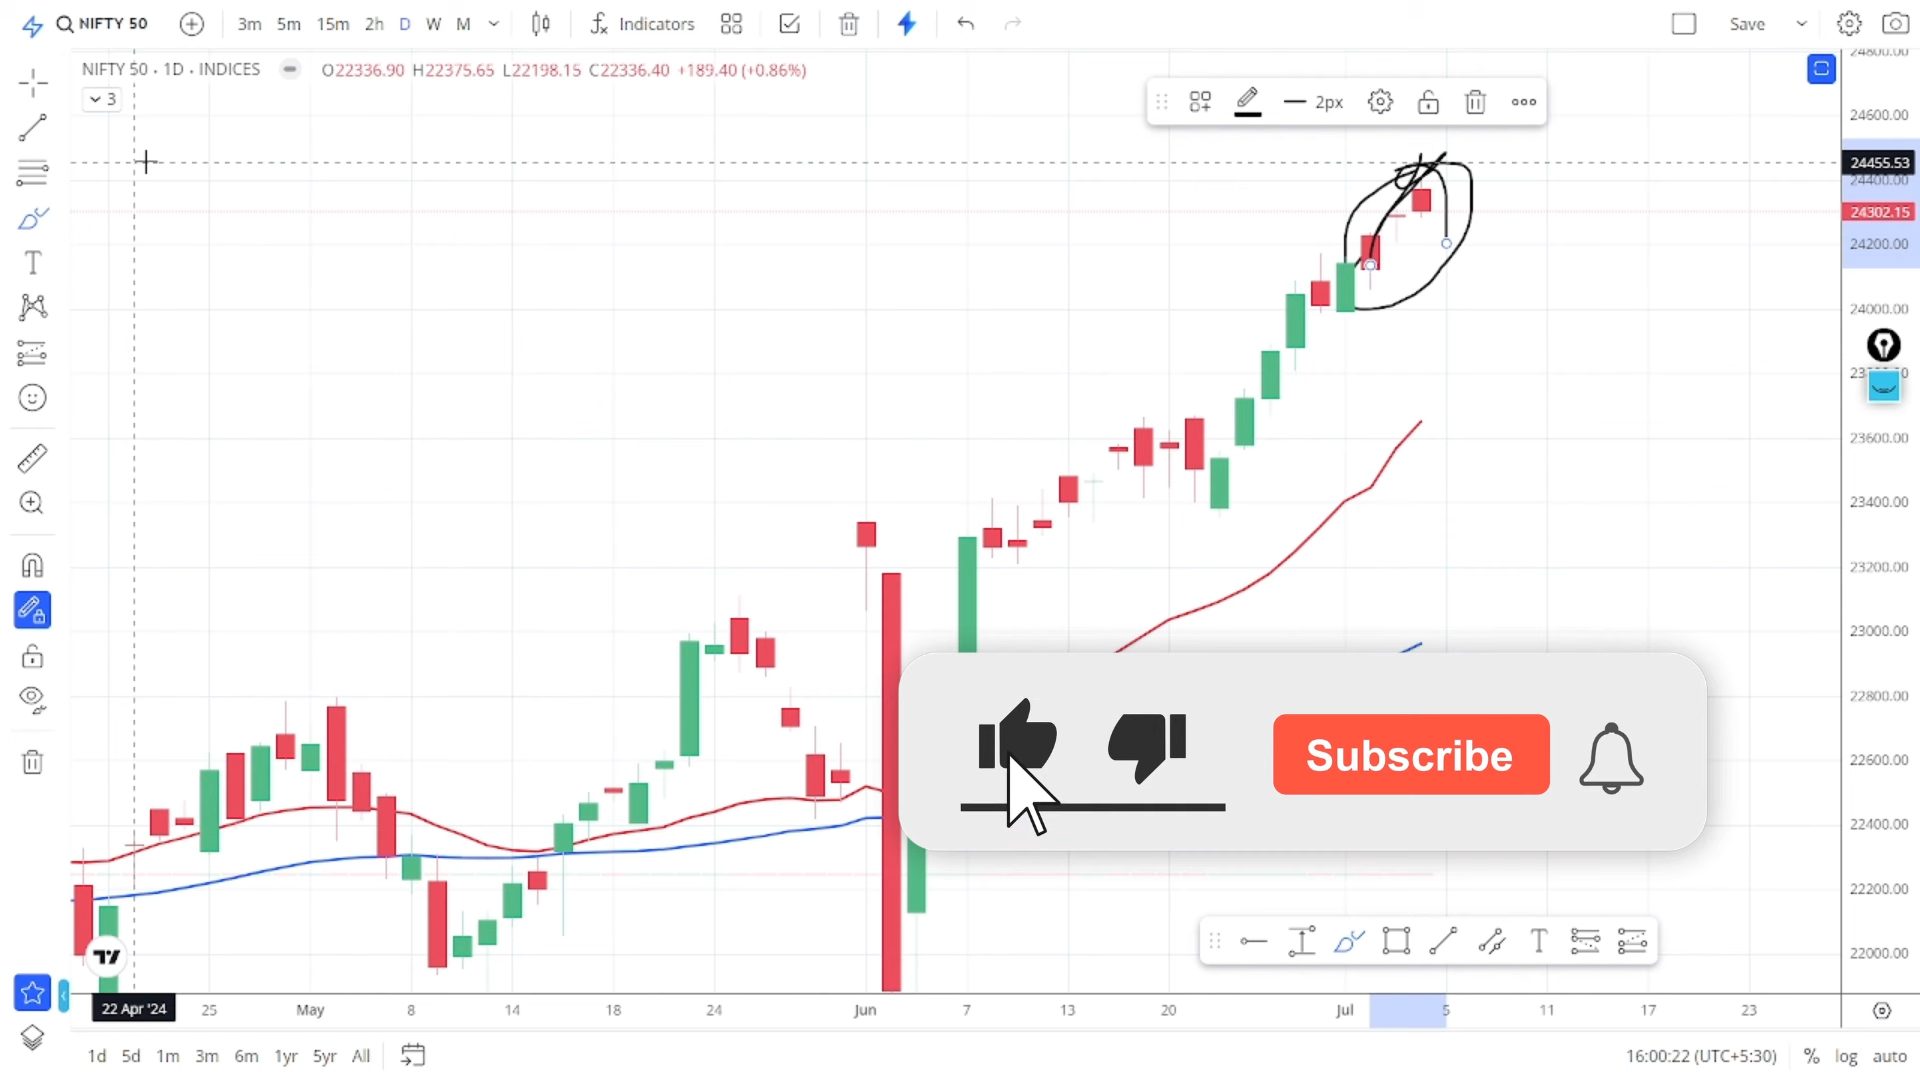 NIFTY 50 3m 5m 15m 2h D W M Indicators Save
NIFTY 50 · 1D · INDICES O22336.90 H22375.65 L22198.15 C22336.40 +189.40 (+0.86%)
3
2px
24800.00
24600.00
24455.53
24400.00
24302.15
24200.00
24000.00
23600.00
23400.00
23200.00
23000.00
22800.00
22600.00
22400.00
22200.00
22000.00
Subscribe
T
22 Apr '24 25 May 8 14 18 24 Jun 7 13 20 Jul 5 11 17 23
1d 5d 1m 3m 6m 1yr 5yr All 16:00:22 (UTC+5:30) % log auto